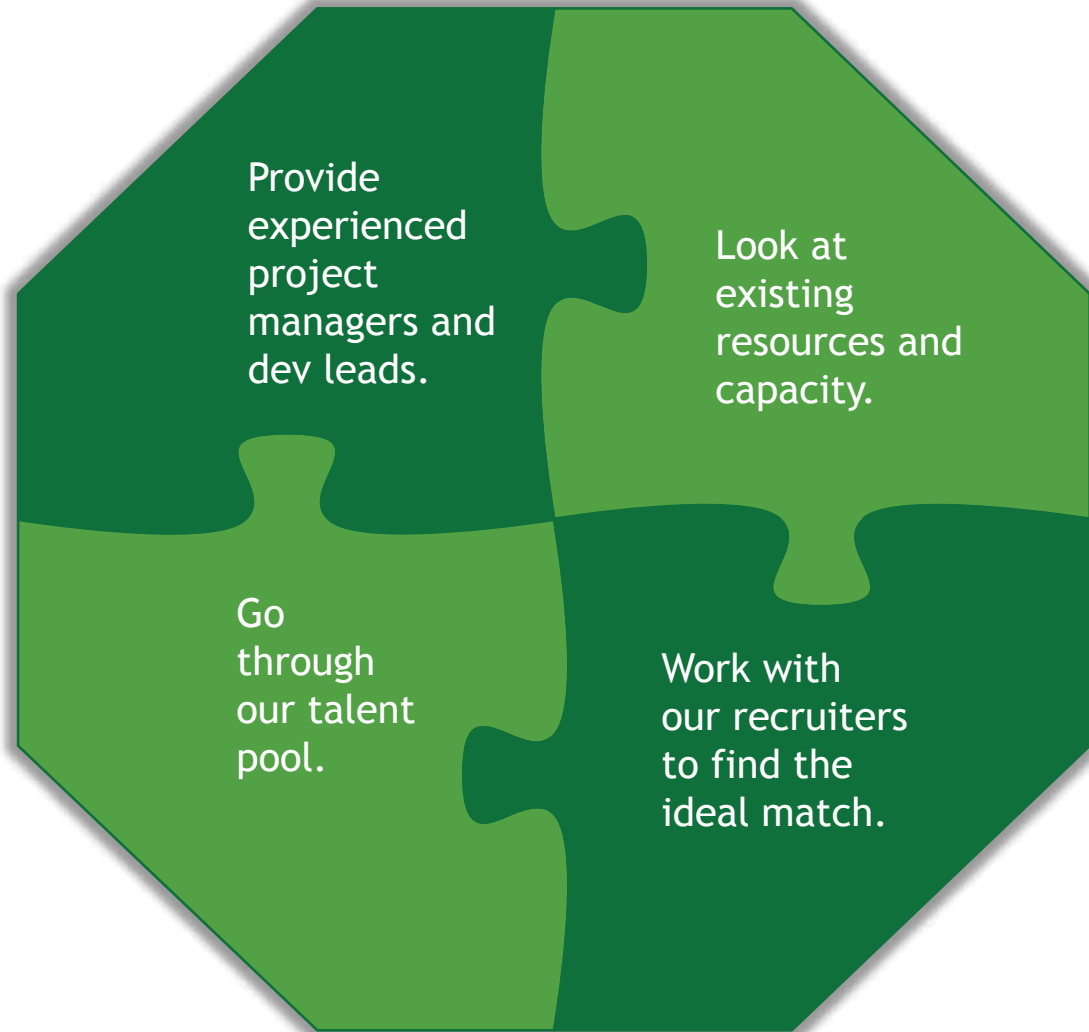 Provide
experienced
project
managers and
dev leads.
Look at
existing
resources and
capacity.
Go
through
our talent
pool.
Work with
our recruiters
to find the
ideal match.